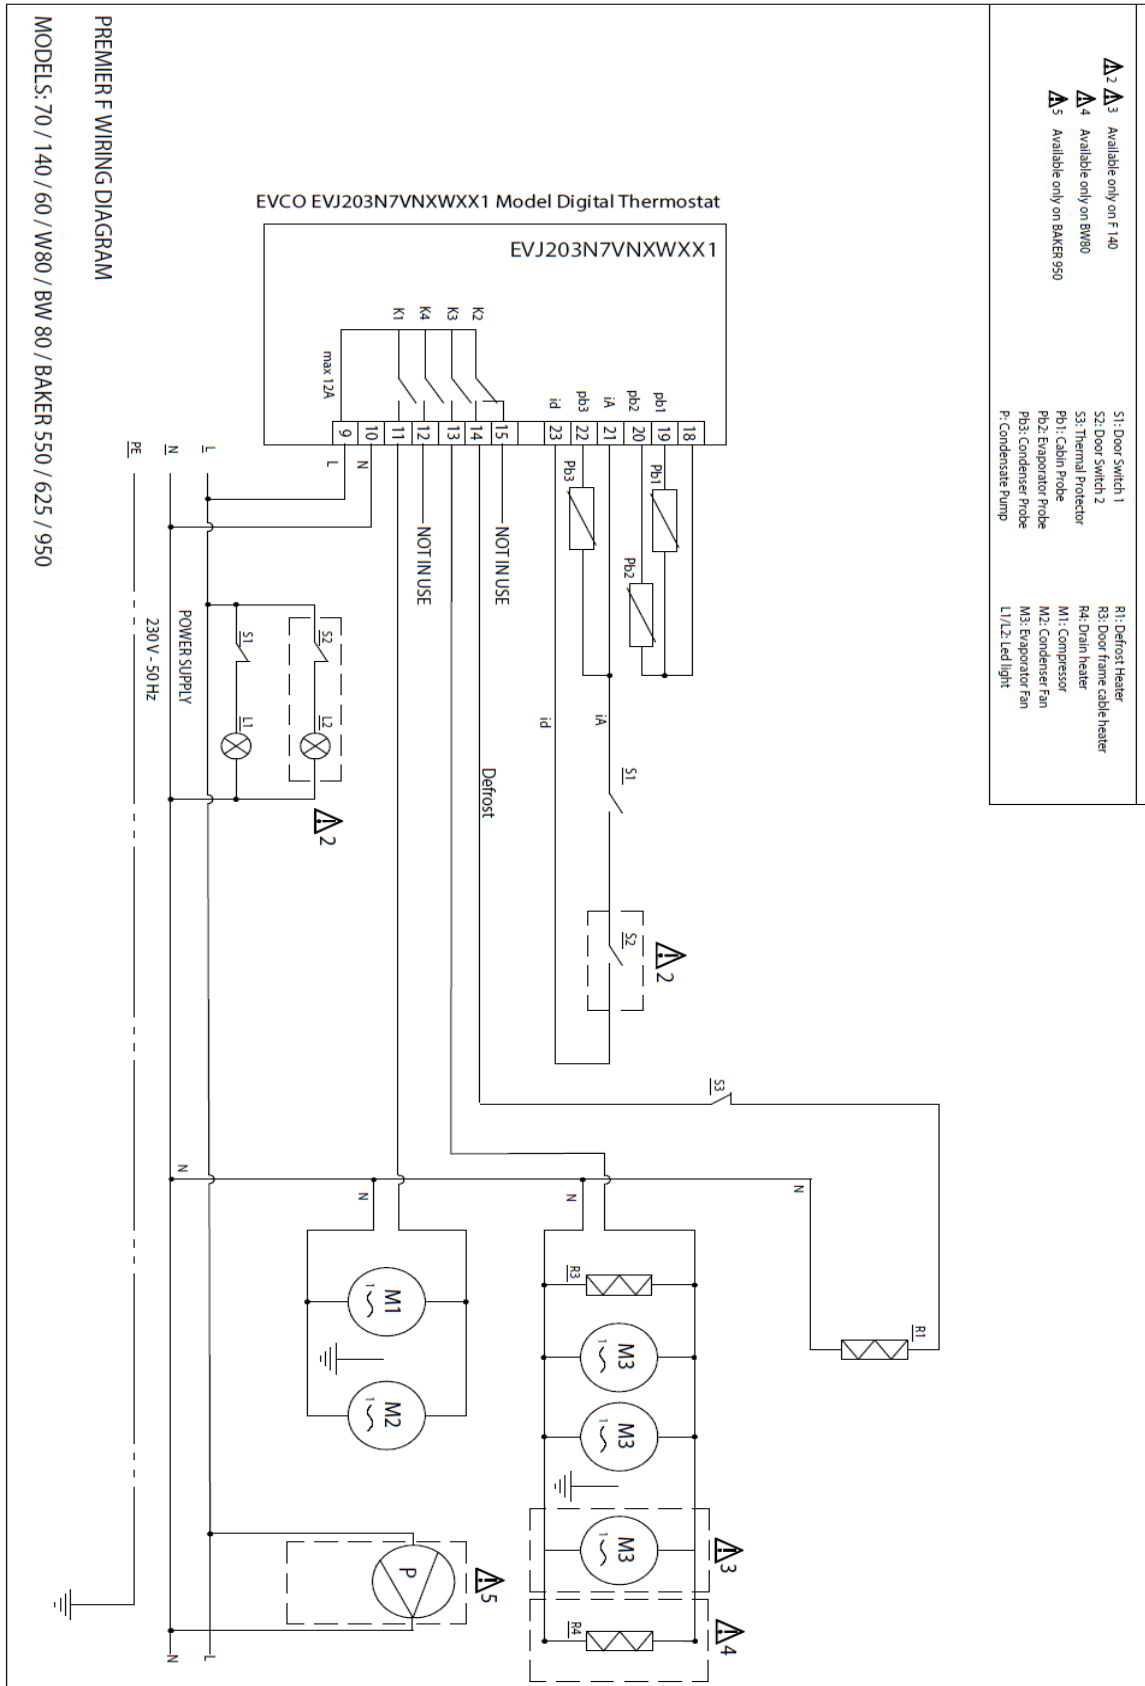 PREMIER F WIRING DIAGRAM
MODELS: 70 / 140 / 60 / W80 / BW 80 / BAKER 550 / 625 / 950
2 3 Available only on F 140
4 Available only on BW80
5 Available only on BAKER 950
S1: Door Switch 1
S2: Door Switch 2
S3: Thermal Protector
Pb1: Cabin Probe
Pb2: Evaporator Probe
Pb3: Condenser Probe
P: Condensate Pump
R1: Defrost Heater
R3: Door frame cable heater
R4: Drain heater
M1: Compressor
M2: Condenser Fan
M3: Evaporator Fan
L1/L2: Led light
EVCO EVJ203N7VNXWXX1 Model Digital Thermostat
EVJ203N7VNXWXX1
K1
K4
K3
K2
max 12A
id
pb3
iA
pb2
pb1
9
10
11
12
13
14
15
23
22
21
20
19
18
L
N
NOT IN USE
NOT IN USE
Pb3
Pb1
Pb2
PE
N
L
POWER SUPPLY
230 V - 50 Hz
S1
L1
S2
L2
2
id
iA
Defrost
S1
S2
2
S3
N
N
N
N
R1
R3
M1
1
M2
1
M3
1
M3
1
M3
1
3
R4
4
P
5
N
L